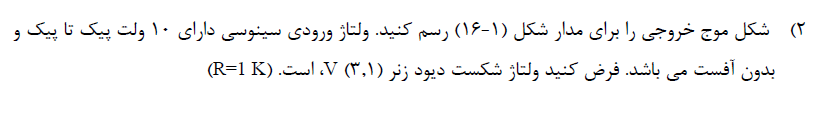 ۲) شکل موج خروجی را برای مدار شکل (۱-۱۶) رسم کنید. ولتاژ ورودی سینوسی دارای ۱۰ ولت پیک تا پیک و
بدون آفست می باشد. فرض کنید ولتاژ شکست دیود زنر (۳٫۱) V، است. (R=1 K)